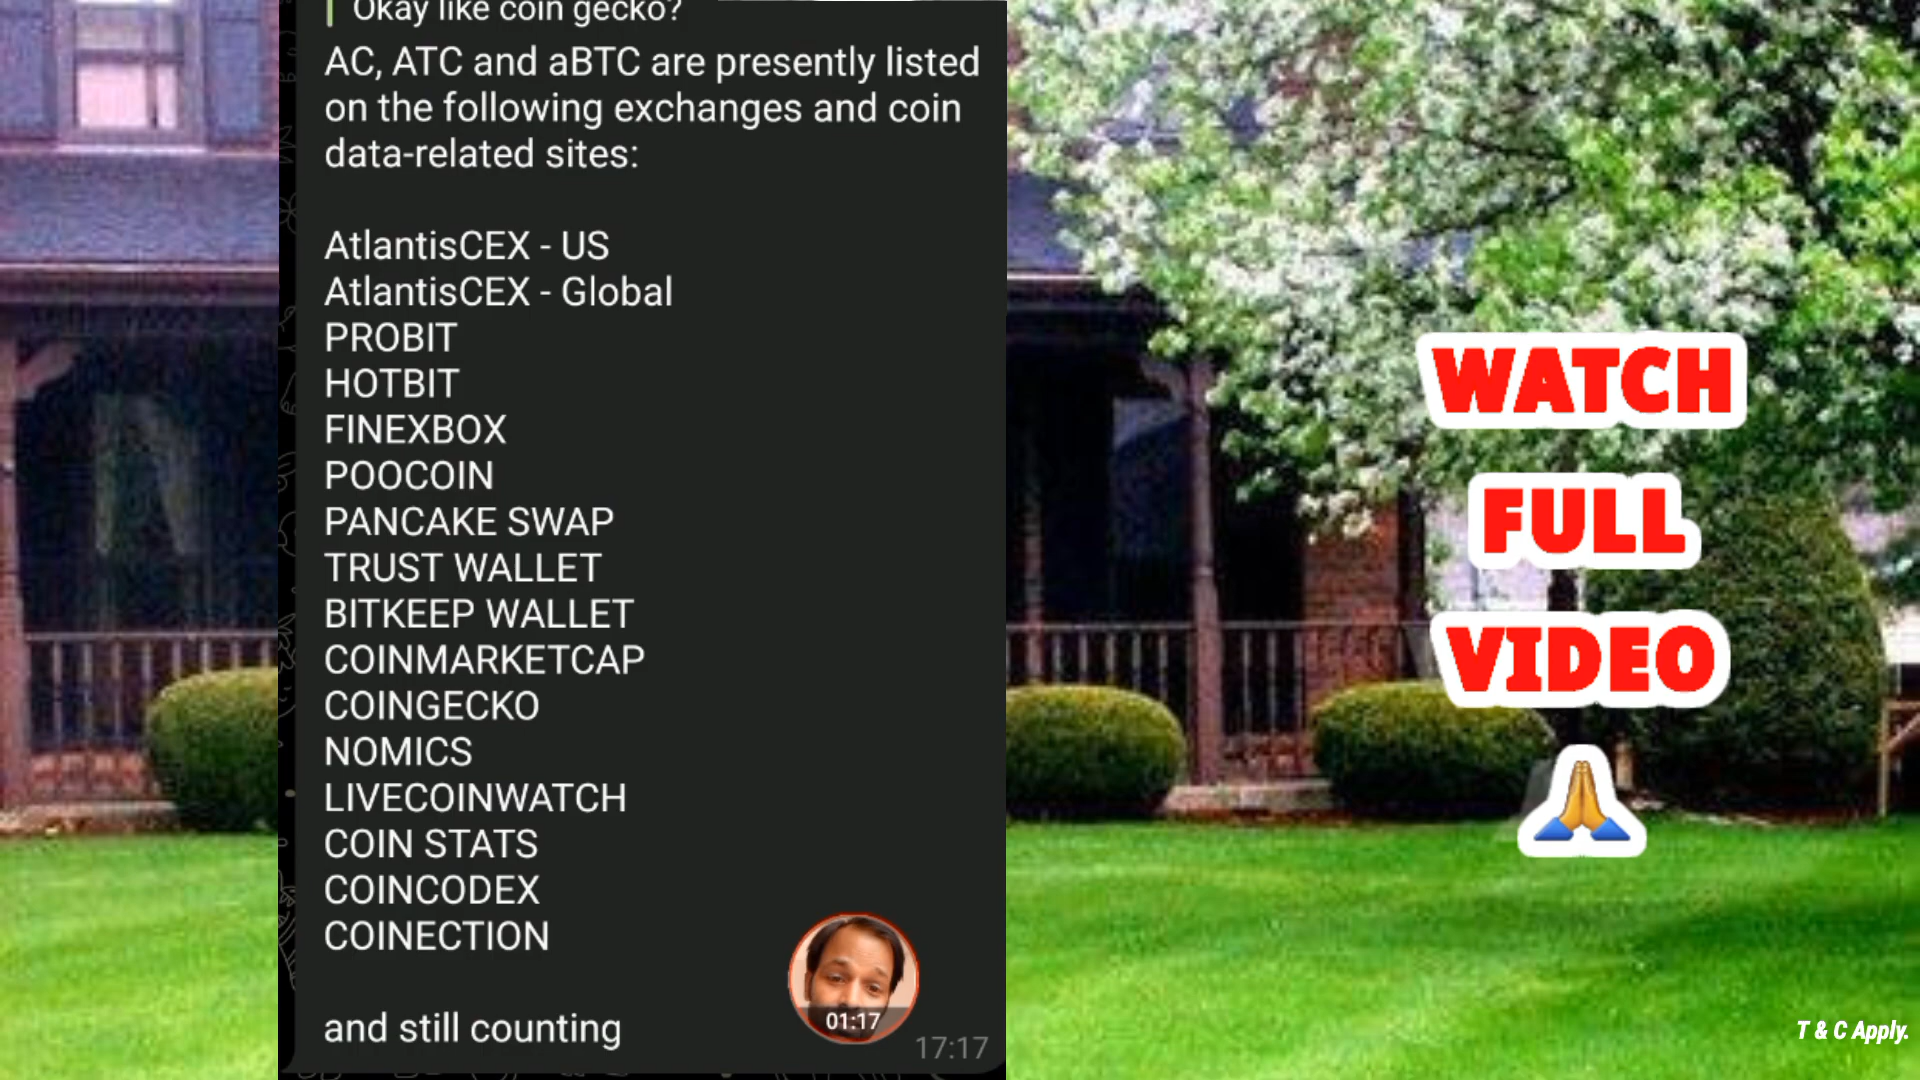 Okay like coin gecko?
AC, ATC and aBTC are presently listed
on the following exchanges and coin
data-related sites:
AtlantisCEX - US
AtlantisCEX - Global
PROBIT
HOTBIT
FINEXBOX
POOCOIN
PANCAKE SWAP
TRUST WALLET
BITKEEP WALLET
COINMARKETCAP
COINGECKO
NOMICS
LIVECOINWATCH
COIN STATS
COINCODEX
COINECTION
and still counting
01:17
17:17
WATCH
FULL
VIDEO
🙏
T & C Apply.